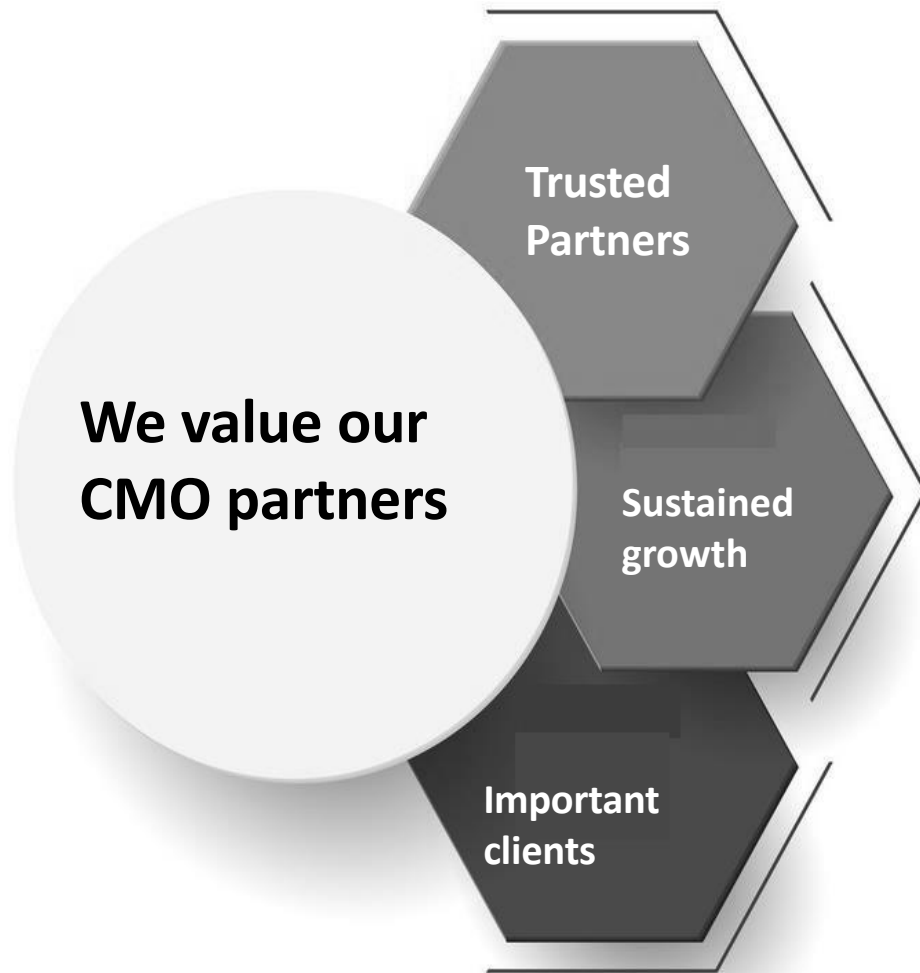 We value our
CMO partners
Trusted
Partners
Sustained
growth
Important
clients